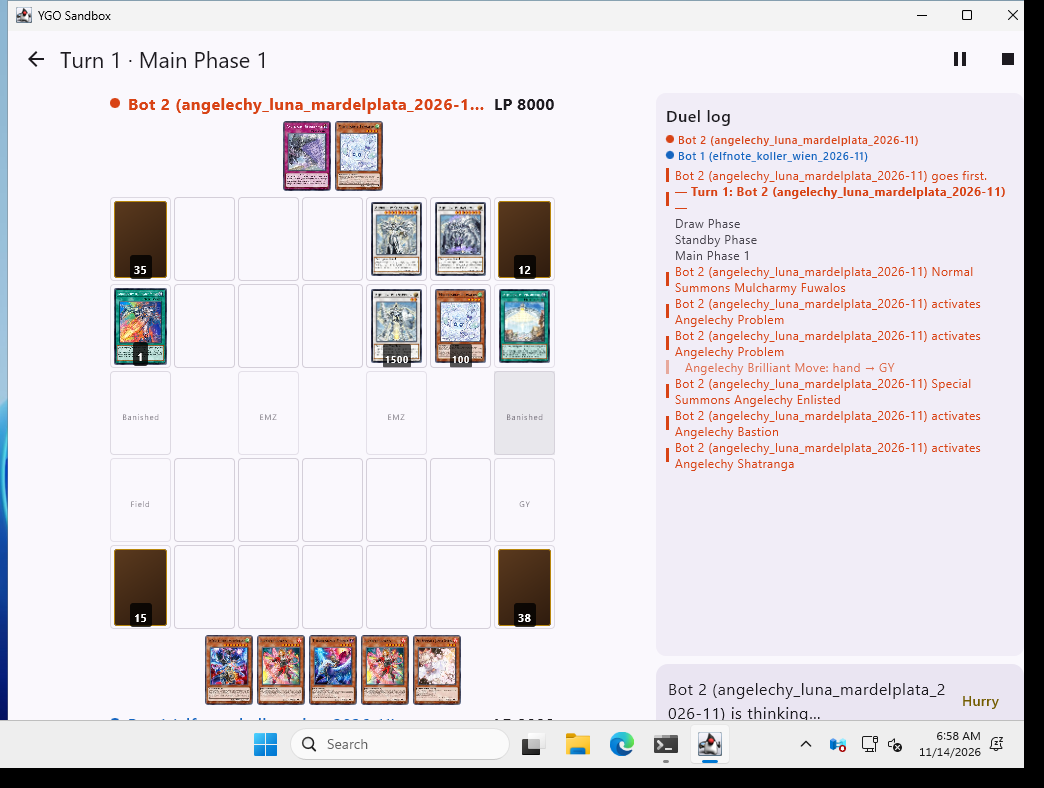 YGO Sandbox
Turn 1 · Main Phase 1
Bot 2 (angelechy_luna_mardelplata_2026-1... LP 8000
35
12
1
1500
100
Banished
EMZ
EMZ
Banished
Field
GY
15
38
LP 8000
Duel log
Bot 2 (angelechy_luna_mardelplata_2026-11)
Bot 1 (elfnote_koller_wien_2026-11)
Bot 2 (angelechy_luna_mardelplata_2026-11) goes first.
— Turn 1: Bot 2 (angelechy_luna_mardelplata_2026-11)
—
Draw Phase
Standby Phase
Main Phase 1
Bot 2 (angelechy_luna_mardelplata_2026-11) Normal
Summons Mulcharmy Fuwalos
Bot 2 (angelechy_luna_mardelplata_2026-11) activates
Angelechy Problem
Bot 2 (angelechy_luna_mardelplata_2026-11) activates
Angelechy Problem
Angelechy Brilliant Move: hand → GY
Bot 2 (angelechy_luna_mardelplata_2026-11) Special
Summons Angelechy Enlisted
Bot 2 (angelechy_luna_mardelplata_2026-11) activates
Angelechy Bastion
Bot 2 (angelechy_luna_mardelplata_2026-11) activates
Angelechy Shatranga
Bot 2 (angelechy_luna_mardelplata_2
026-11) is thinking...
Hurry
Search
6:58 AM
11/14/2026